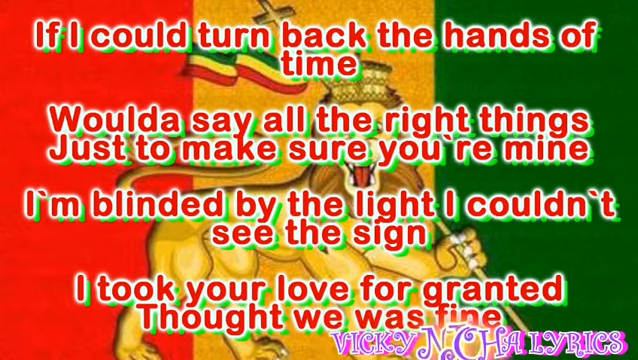 If I could turn back the hands of
time
Woulda say all the right things
Just to make sure you`re mine
I`m blinded by the light I couldn`t
see the sign
I took your love for granted
Thought we was fine
VICKY NTCHA LYRICS